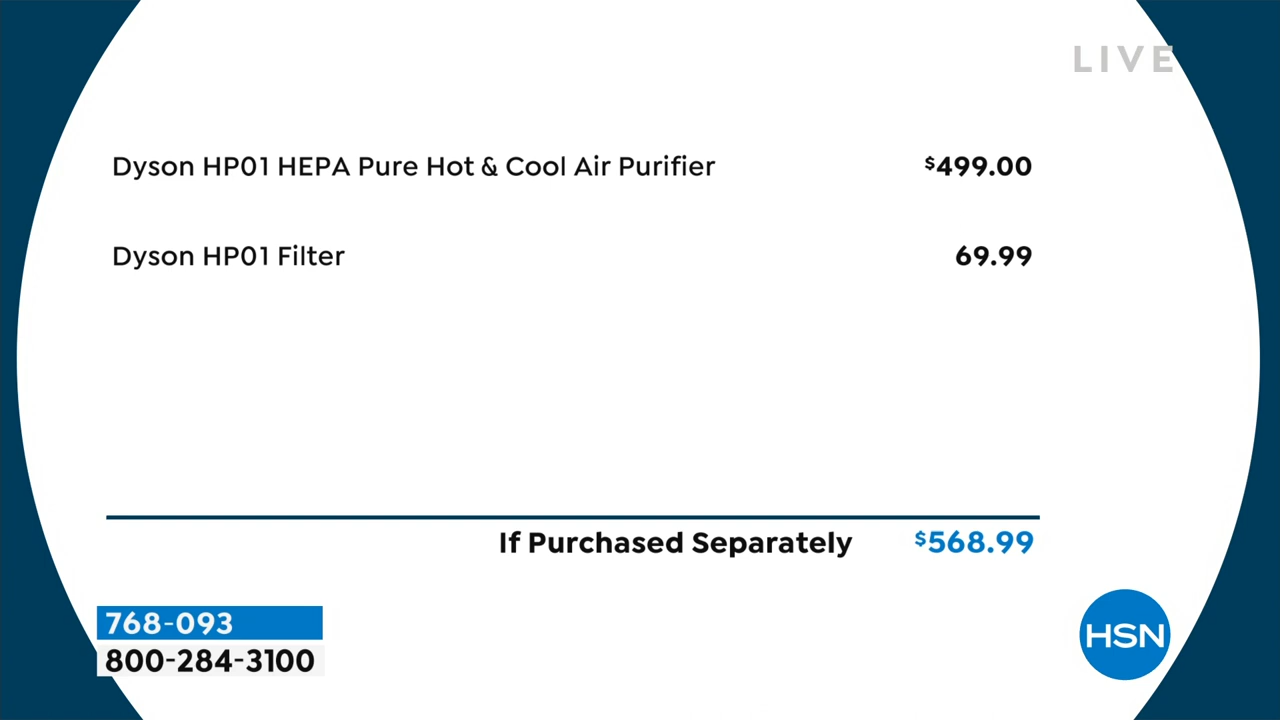 LIVE
Dyson HP01 HEPA Pure Hot & Cool Air Purifier $499.00
Dyson HP01 Filter 69.99
If Purchased Separately $568.99
768-093
800-284-3100
HSN